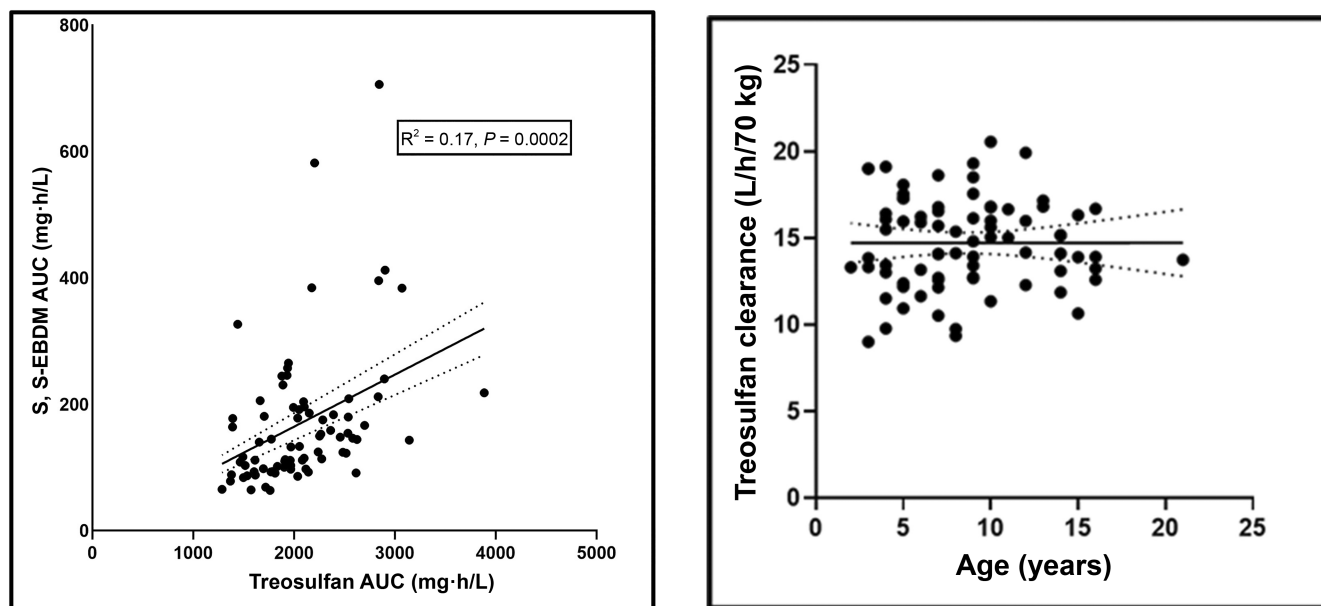 800
600
400
200
0
S, S-EBDM AUC (mg·h/L)
R² = 0.17, P = 0.0002
0 1000 2000 3000 4000 5000
Treosulfan AUC (mg·h/L)
25
20
15
10
5
0
Treosulfan clearance (L/h/70 kg)
0 5 10 15 20 25
Age (years)